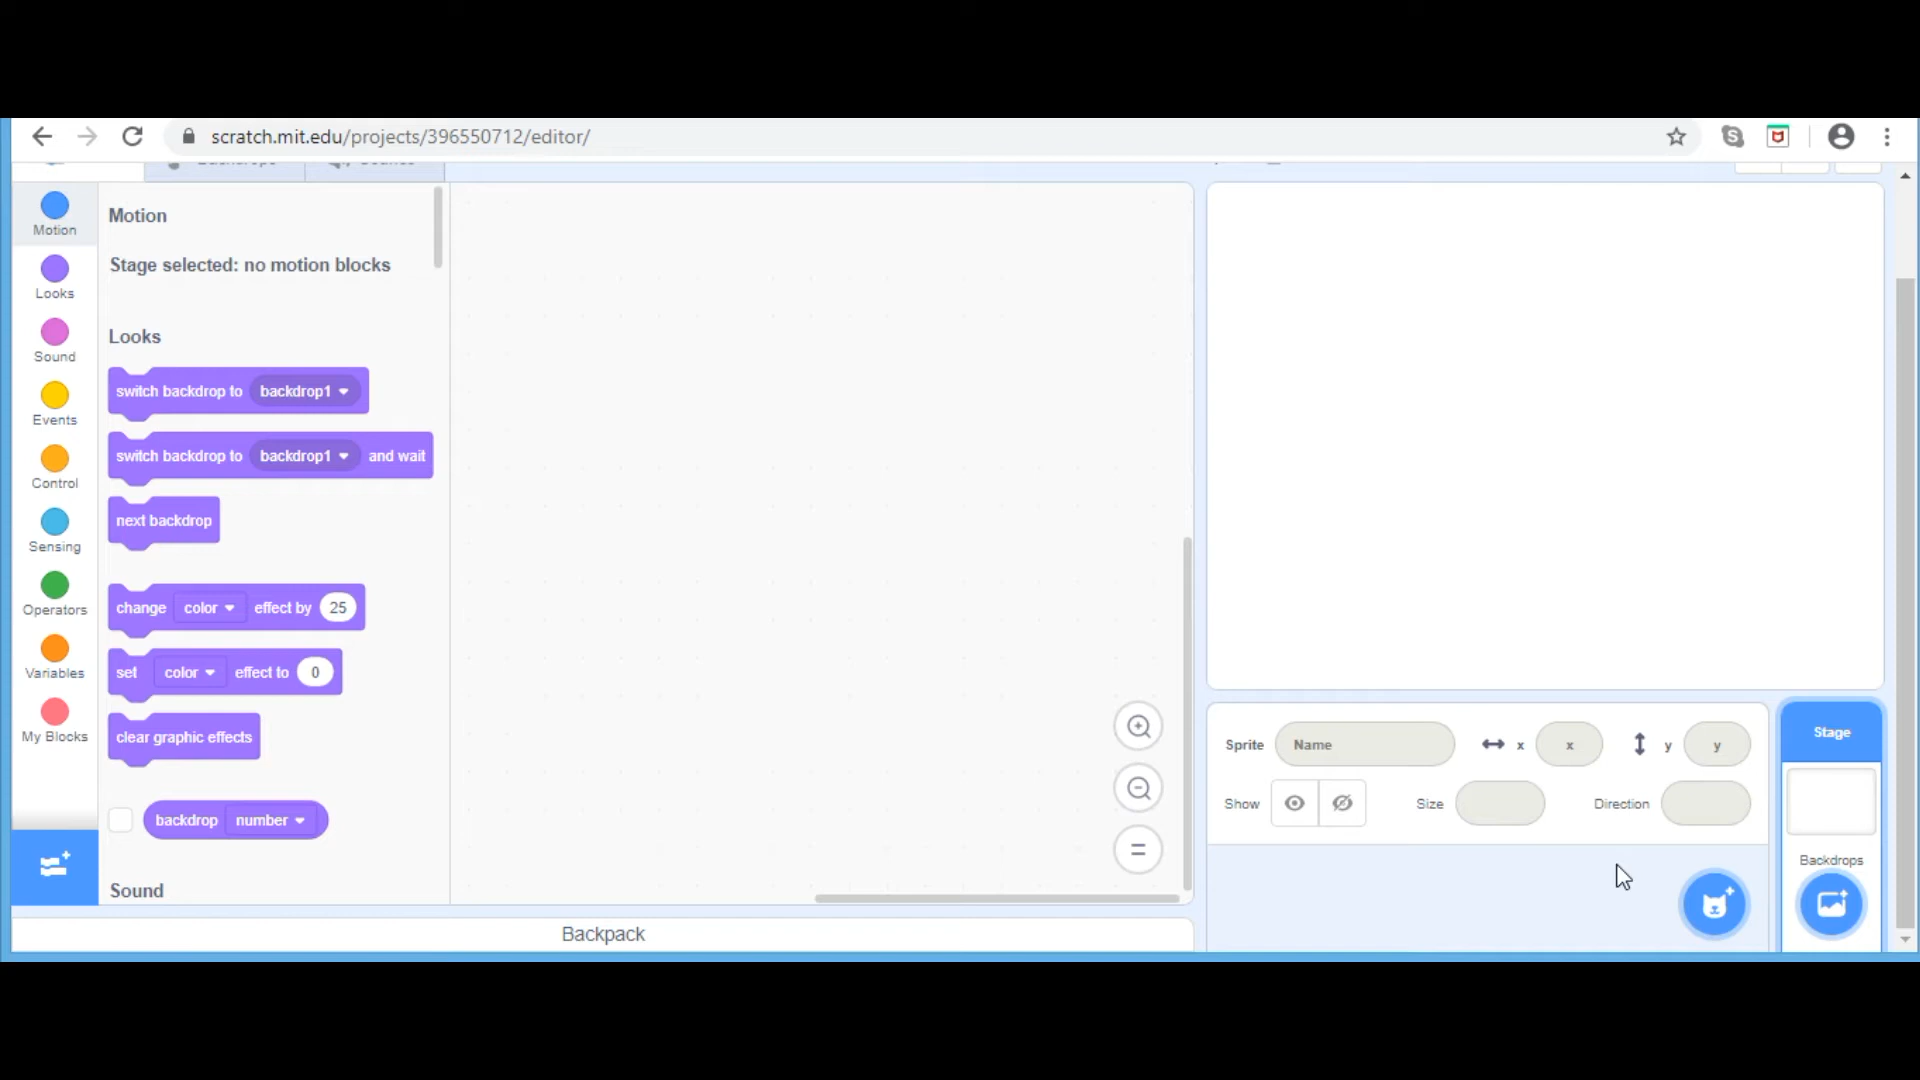 scratch.mit.edu/projects/396550712/editor/
Motion
Looks
Sound
Events
Control
Sensing
Operators
Variables
My Blocks
Motion
Stage selected: no motion blocks
Looks
switch backdrop to backdrop1
switch backdrop to backdrop1 and wait
next backdrop
change color effect by 25
set color effect to 0
clear graphic effects
backdrop number
Sound
Backpack
Sprite Name x x y y
Show Size Direction
Stage
Backdrops